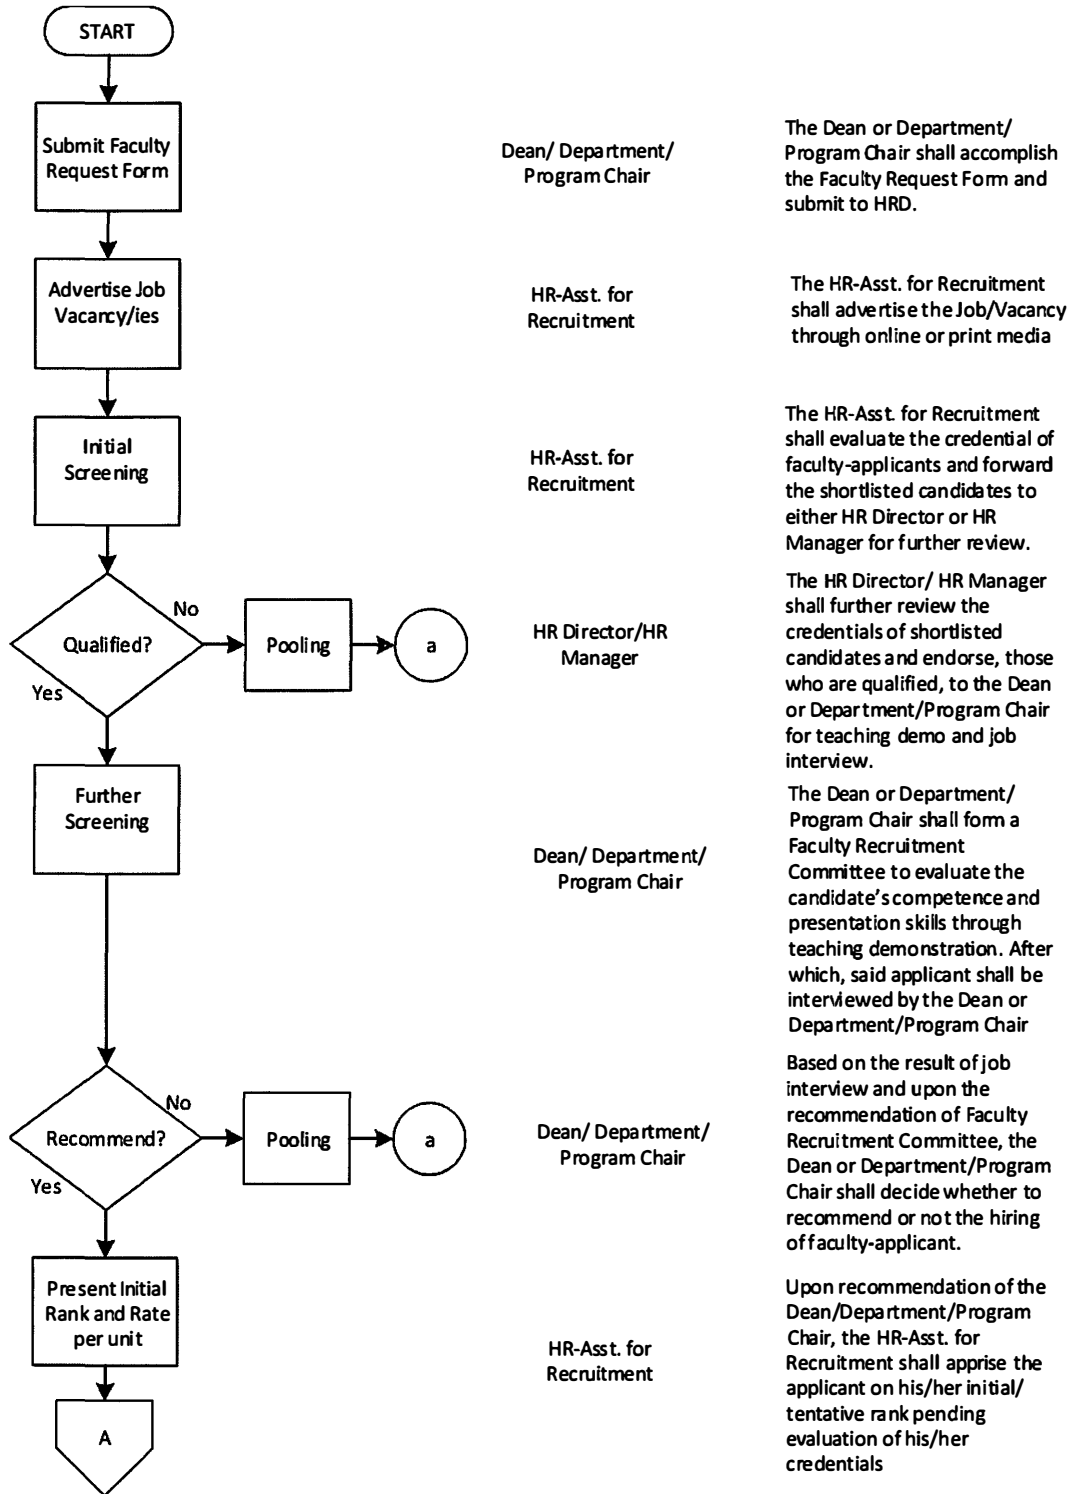 START
Submit Faculty
Request Form
Dean/ Department/
Program Chair
The Dean or Department/
Program Chair shall accomplish
the Faculty Request Form and
submit to HRD.
Advertise Job
Vacancy/ies
HR-Asst. for
Recruitment
The HR-Asst. for Recruitment
shall advertise the Job/Vacancy
through online or print media
Initial
Screening
HR-Asst. for
Recruitment
The HR-Asst. for Recruitment
shall evaluate the credential of
faculty-applicants and forward
the shortlisted candidates to
either HR Director or HR
Manager for further review.
Qualified?
No
Yes
Pooling
a
HR Director/HR
Manager
The HR Director/ HR Manager
shall further review the
credentials of shortlisted
candidates and endorse, those
who are qualified, to the Dean
or Department/Program Chair
for teaching demo and job
interview.
Further
Screening
Dean/ Department/
Program Chair
The Dean or Department/
Program Chair shall form a
Faculty Recruitment
Committee to evaluate the
candidate's competence and
presentation skills through
teaching demonstration. After
which, said applicant shall be
interviewed by the Dean or
Department/Program Chair
Recommend?
No
Yes
Pooling
a
Dean/ Department/
Program Chair
Based on the result of job
interview and upon the
recommendation of Faculty
Recruitment Committee, the
Dean or Department/Program
Chair shall decide whether to
recommend or not the hiring
of faculty-applicant.
Present Initial
Rank and Rate
per unit
HR-Asst. for
Recruitment
Upon recommendation of the
Dean/Department/Program
Chair, the HR-Asst. for
Recruitment shall apprise the
applicant on his/her initial/
tentative rank pending
evaluation of his/her
credentials
A